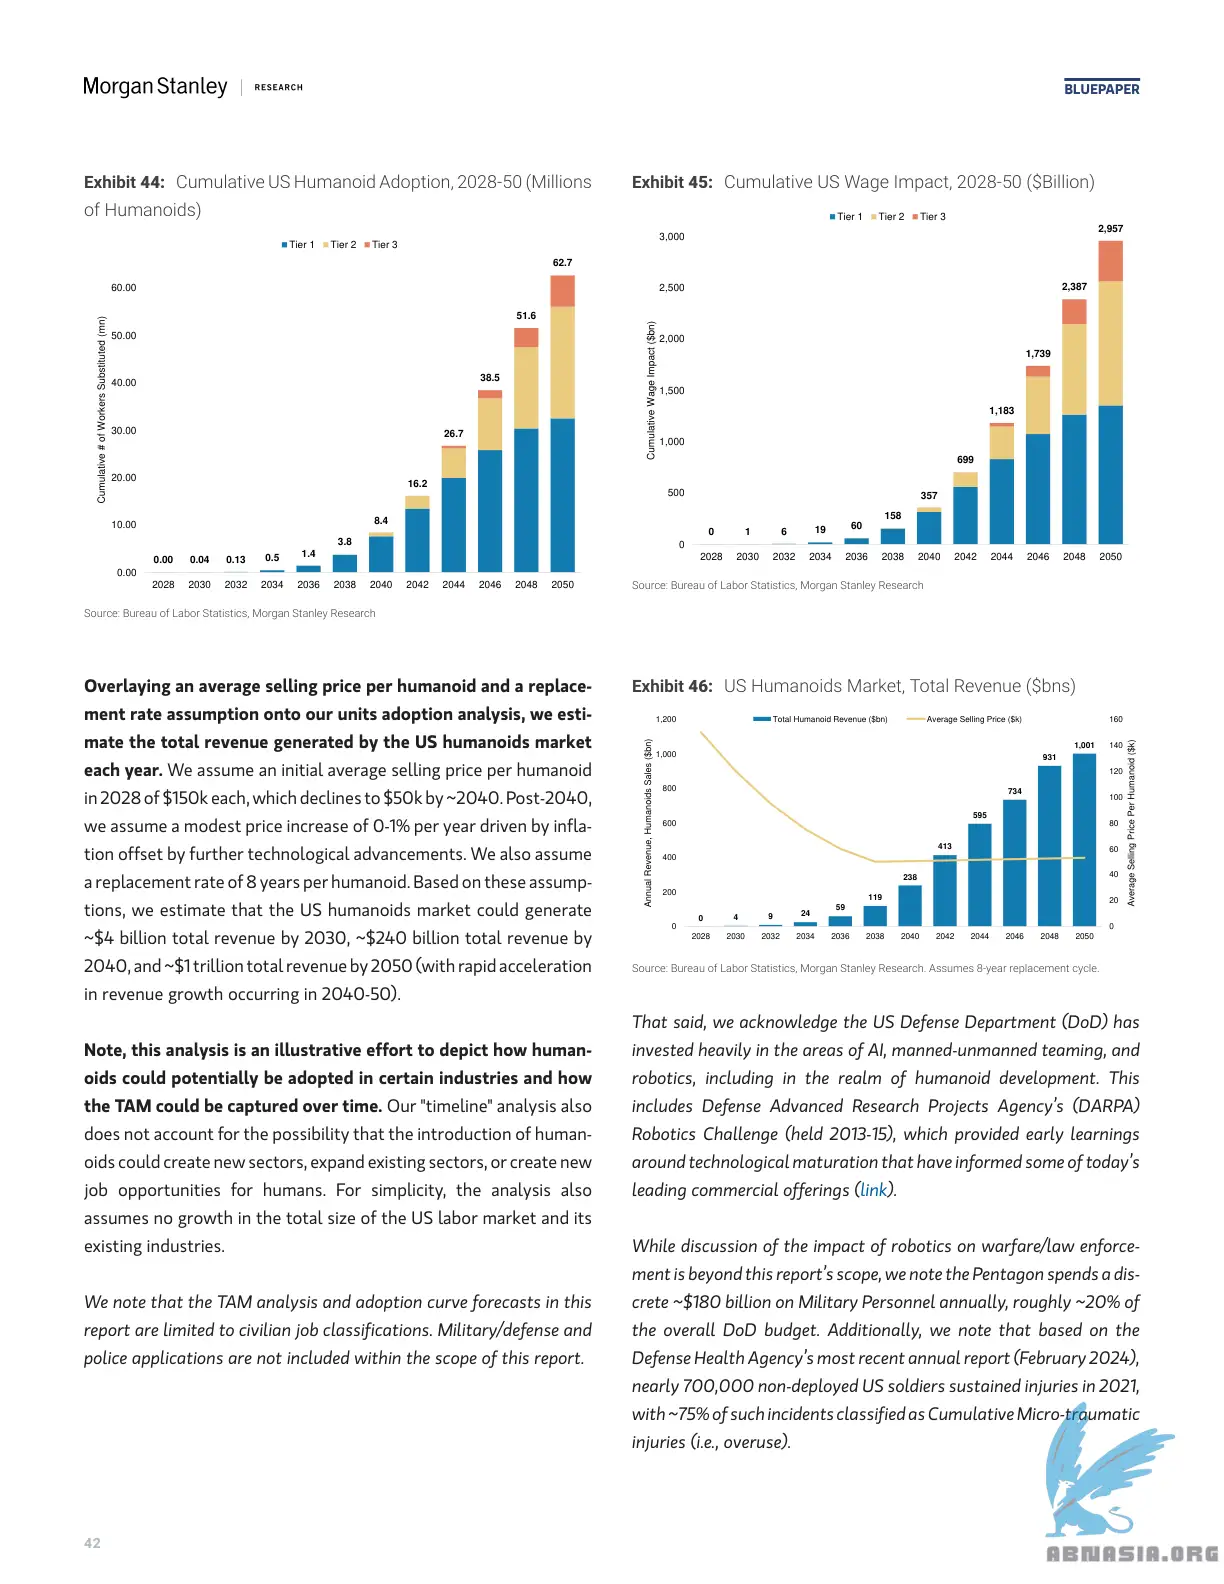 Morgan Stanley | RESEARCH
BLUEPAPER
Exhibit 44: Cumulative US Humanoid Adoption, 2028-50 (Millions
of Humanoids)
Tier 1 Tier 2 Tier 3
Cumulative # of Workers Substituted (mn)
60.00
50.00
40.00
30.00
20.00
10.00
0.00
0.00 0.04 0.13 0.5 1.4 3.8 8.4 16.2 26.7 38.5 51.6 62.7
2028 2030 2032 2034 2036 2038 2040 2042 2044 2046 2048 2050
Source: Bureau of Labor Statistics, Morgan Stanley Research
Exhibit 45: Cumulative US Wage Impact, 2028-50 ($Billion)
Tier 1 Tier 2 Tier 3
Cumulative Wage Impact ($bn)
3,000
2,500
2,000
1,500
1,000
500
0
0 1 6 19 60 158 357 699 1,183 1,739 2,387 2,957
2028 2030 2032 2034 2036 2038 2040 2042 2044 2046 2048 2050
Source: Bureau of Labor Statistics, Morgan Stanley Research
Overlaying an average selling price per humanoid and a replace-
ment rate assumption onto our units adoption analysis, we esti-
mate the total revenue generated by the US humanoids market
each year. We assume an initial average selling price per humanoid
in 2028 of $150k each, which declines to $50k by ~2040. Post-2040,
we assume a modest price increase of 0-1% per year driven by infla-
tion offset by further technological advancements. We also assume
a replacement rate of 8 years per humanoid. Based on these assump-
tions, we estimate that the US humanoids market could generate
~$4 billion total revenue by 2030, ~$240 billion total revenue by
2040, and ~$1 trillion total revenue by 2050 (with rapid acceleration
in revenue growth occurring in 2040-50).
Note, this analysis is an illustrative effort to depict how human-
oids could potentially be adopted in certain industries and how
the TAM could be captured over time. Our "timeline" analysis also
does not account for the possibility that the introduction of human-
oids could create new sectors, expand existing sectors, or create new
job opportunities for humans. For simplicity, the analysis also
assumes no growth in the total size of the US labor market and its
existing industries.
We note that the TAM analysis and adoption curve forecasts in this
report are limited to civilian job classifications. Military/defense and
police applications are not included within the scope of this report.
Exhibit 46: US Humanoids Market, Total Revenue ($bns)
Total Humanoid Revenue ($bn) Average Selling Price ($k)
Annual Revenue, Humanoids Sales ($bn)
1,200
1,000
800
600
400
200
0
0 4 9 24 59 119 238 413 595 734 931 1,001
2028 2030 2032 2034 2036 2038 2040 2042 2044 2046 2048 2050
160
140
120
100
80
60
40
20
0
Average Selling Price Per Humanoid ($k)
Source: Bureau of Labor Statistics, Morgan Stanley Research. Assumes 8-year replacement cycle.
That said, we acknowledge the US Defense Department (DoD) has
invested heavily in the areas of AI, manned-unmanned teaming, and
robotics, including in the realm of humanoid development. This
includes Defense Advanced Research Projects Agency's (DARPA)
Robotics Challenge (held 2013-15), which provided early learnings
around technological maturation that have informed some of today's
leading commercial offerings (link).
While discussion of the impact of robotics on warfare/law enforce-
ment is beyond this report's scope, we note the Pentagon spends a dis-
crete ~$180 billion on Military Personnel annually, roughly ~20% of
the overall DoD budget. Additionally, we note that based on the
Defense Health Agency's most recent annual report (February 2024),
nearly 700,000 non-deployed US soldiers sustained injuries in 2021,
with ~75% of such incidents classified as Cumulative Micro-traumatic
injuries (i.e., overuse).
42
ABNASIA.ORG